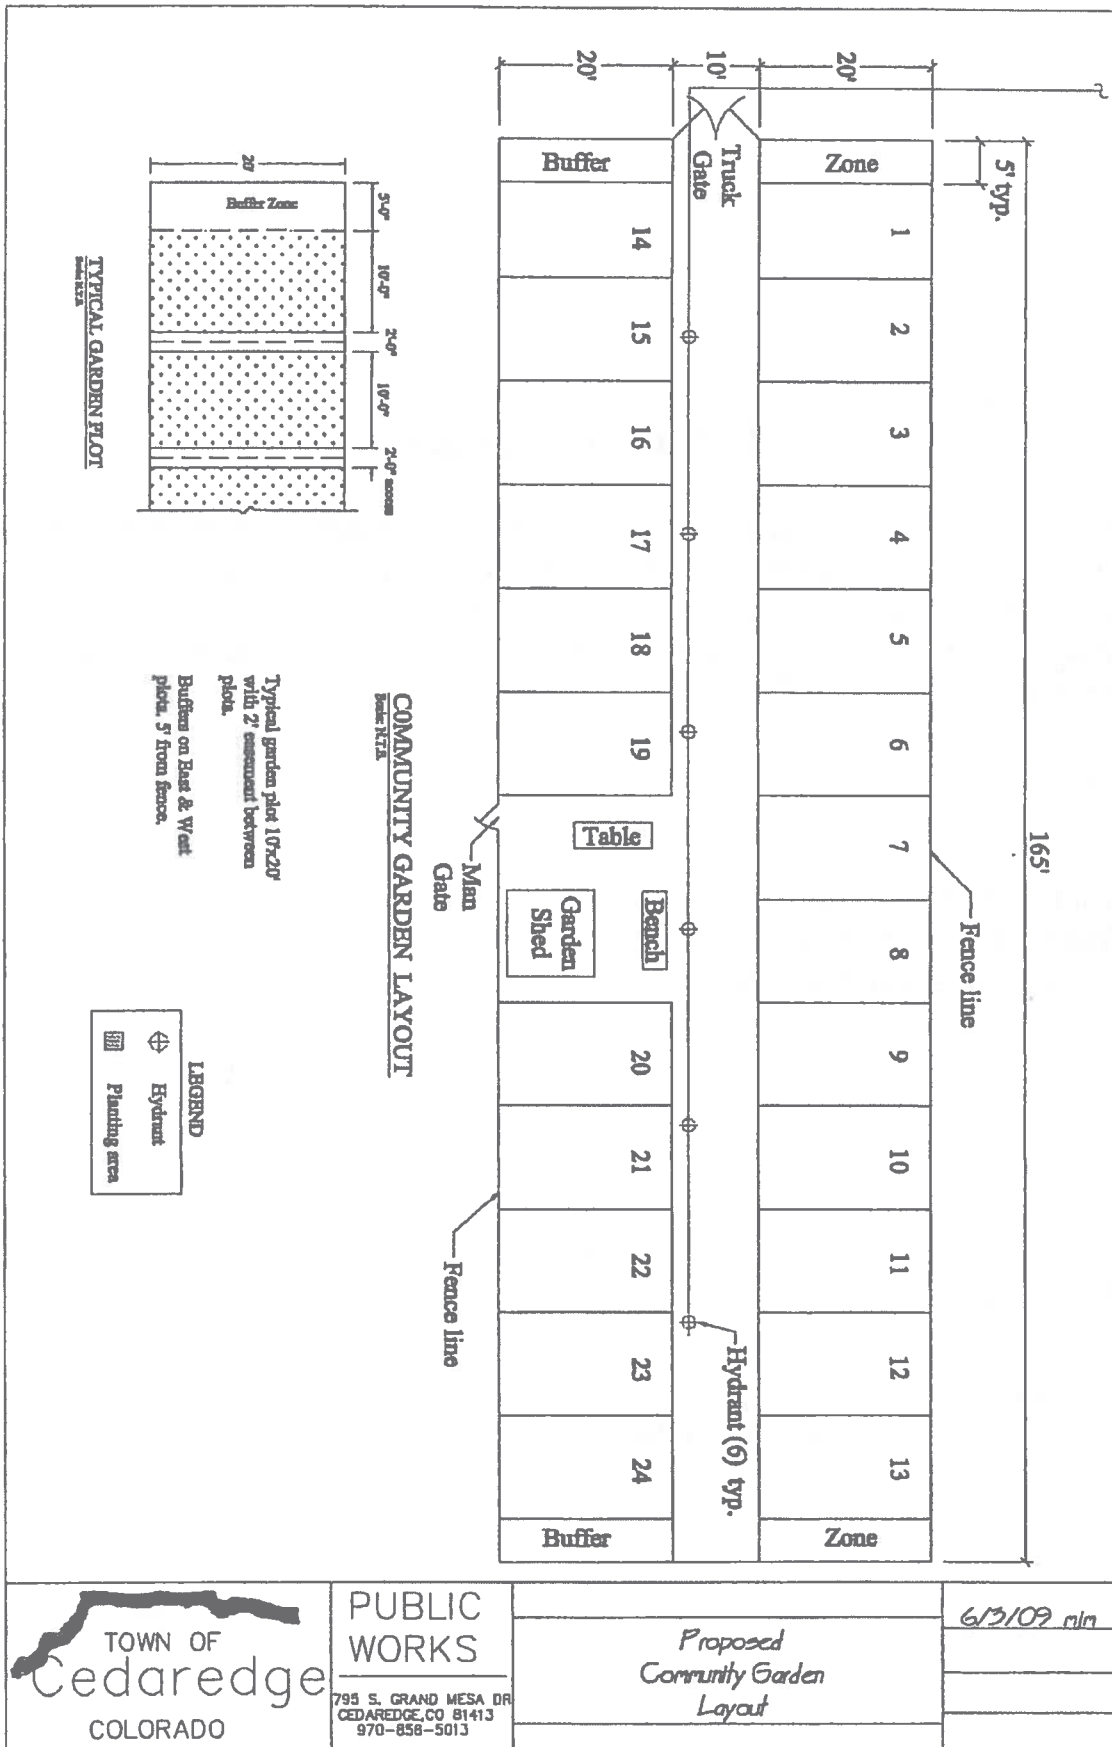 20'
10'
20'
165'
5' typ.
Truck
Gate
Buffer
Zone
1
2
3
4
5
6
7
8
9
10
11
12
13
Zone
14
15
16
17
18
19
20
21
22
23
24
Buffer
Table
Bench
Garden
Shed
Man
Gate
Fence line
Fence line
Hydrant (6) typ.
COMMUNITY GARDEN LAYOUT
Scale: N.T.S.
20'
5'-0"
10'-0"
2'-0"
10'-0"
2'-0" access
Buffer Zone
TYPICAL GARDEN PLOT
Scale: N.T.S.
Typical garden plot 10'x20'
with 2' easement between
plots.
Buffers on East & West
plots. 5' from fence.
LEGEND
Hydrant
Planting area
TOWN OF
Cedaredge
COLORADO
PUBLIC
WORKS
795 S. GRAND MESA DR
CEDAREDGE,CO 81413
970-856-5013
Proposed
Community Garden
Layout
6/3/09 mlm